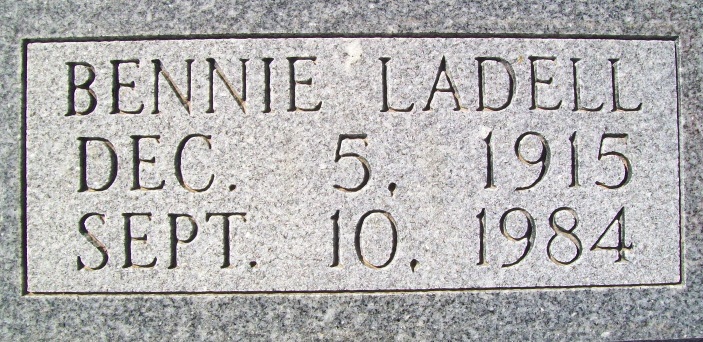 BENNIE LADELL
DEC. 5, 1915
SEPT. 10, 1984